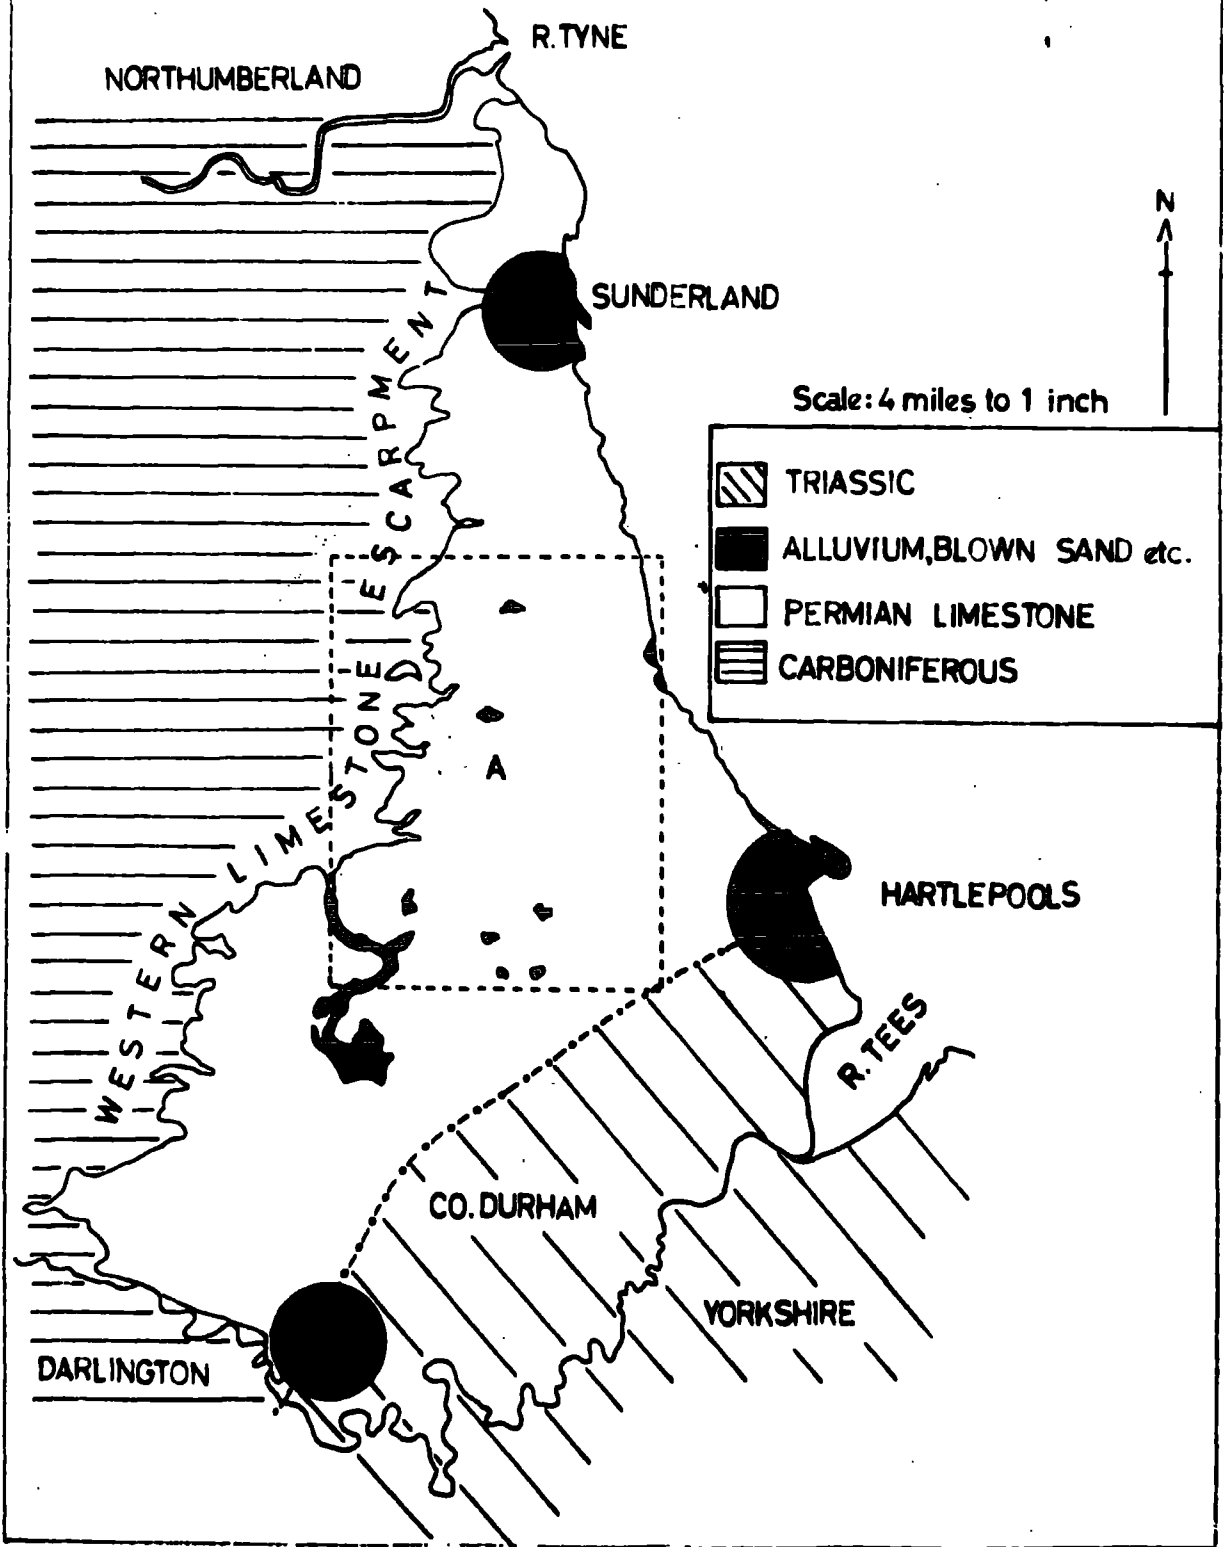 R. TYNE
NORTHUMBERLAND
N
SUNDERLAND
Scale: 4 miles to 1 inch
TRIASSIC
ALLUVIUM, BLOWN SAND etc.
PERMIAN LIMESTONE
CARBONIFEROUS
WESTERN LIMESTONE ESCARPMENT
A
HARTLEPOOLS
R. TEES
CO. DURHAM
YORKSHIRE
DARLINGTON